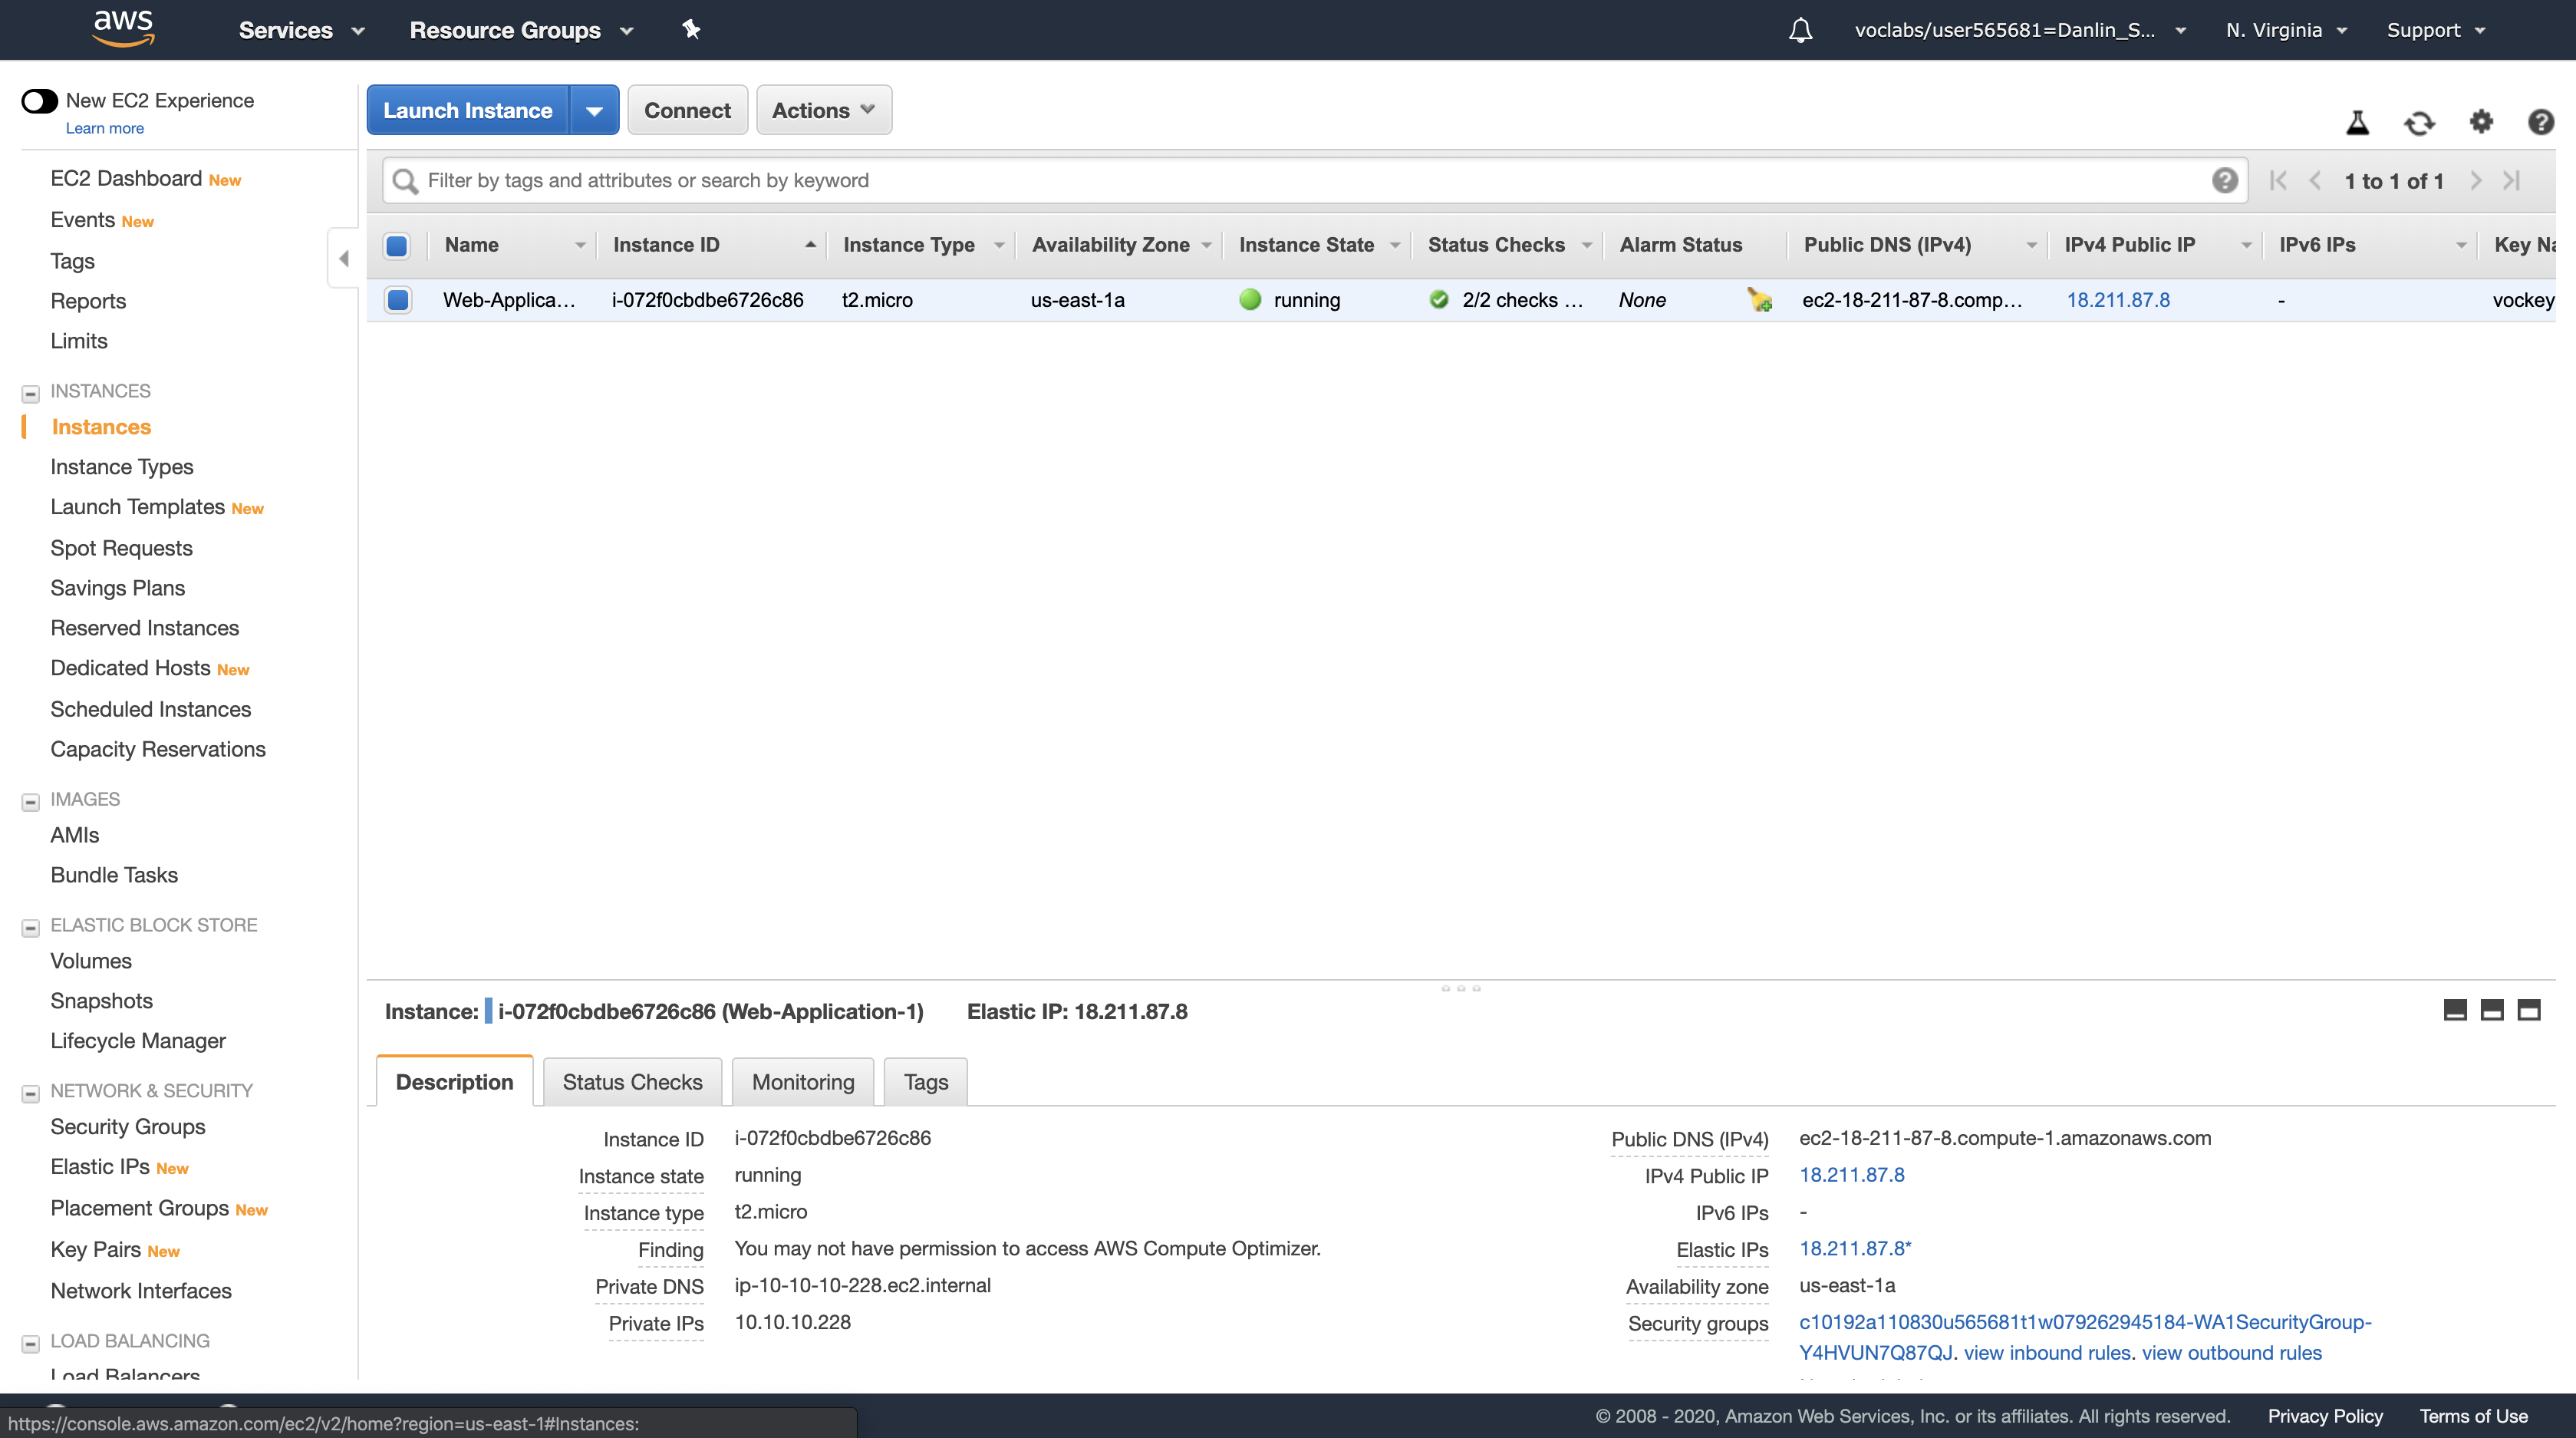 aws
Services
Resource Groups
voclabs/user565681=Danlin_S...
N. Virginia
Support
New EC2 Experience
Learn more
EC2 Dashboard New
Events New
Tags
Reports
Limits
INSTANCES
Instances
Instance Types
Launch Templates New
Spot Requests
Savings Plans
Reserved Instances
Dedicated Hosts New
Scheduled Instances
Capacity Reservations
IMAGES
AMIs
Bundle Tasks
ELASTIC BLOCK STORE
Volumes
Snapshots
Lifecycle Manager
NETWORK & SECURITY
Security Groups
Elastic IPs New
Placement Groups New
Key Pairs New
Network Interfaces
LOAD BALANCING
Load Balancers
Launch Instance
Connect
Actions
Filter by tags and attributes or search by keyword
1 to 1 of 1
Name Instance ID Instance Type Availability Zone Instance State Status Checks Alarm Status Public DNS (IPv4) IPv4 Public IP IPv6 IPs Key Na
Web-Applica... i-072f0cbdbe6726c86 t2.micro us-east-1a running 2/2 checks ... None ec2-18-211-87-8.comp... 18.211.87.8 - vockey
Instance: i-072f0cbdbe6726c86 (Web-Application-1) Elastic IP: 18.211.87.8
Description Status Checks Monitoring Tags
Instance ID i-072f0cbdbe6726c86
Instance state running
Instance type t2.micro
Finding You may not have permission to access AWS Compute Optimizer.
Private DNS ip-10-10-10-228.ec2.internal
Private IPs 10.10.10.228
Public DNS (IPv4) ec2-18-211-87-8.compute-1.amazonaws.com
IPv4 Public IP 18.211.87.8
IPv6 IPs -
Elastic IPs 18.211.87.8*
Availability zone us-east-1a
Security groups c10192a110830u565681t1w079262945184-WA1SecurityGroup-
Y4HVUN7Q87QJ. view inbound rules. view outbound rules
https://console.aws.amazon.com/ec2/v2/home?region=us-east-1#Instances:
© 2008 - 2020, Amazon Web Services, Inc. or its affiliates. All rights reserved. Privacy Policy Terms of Use